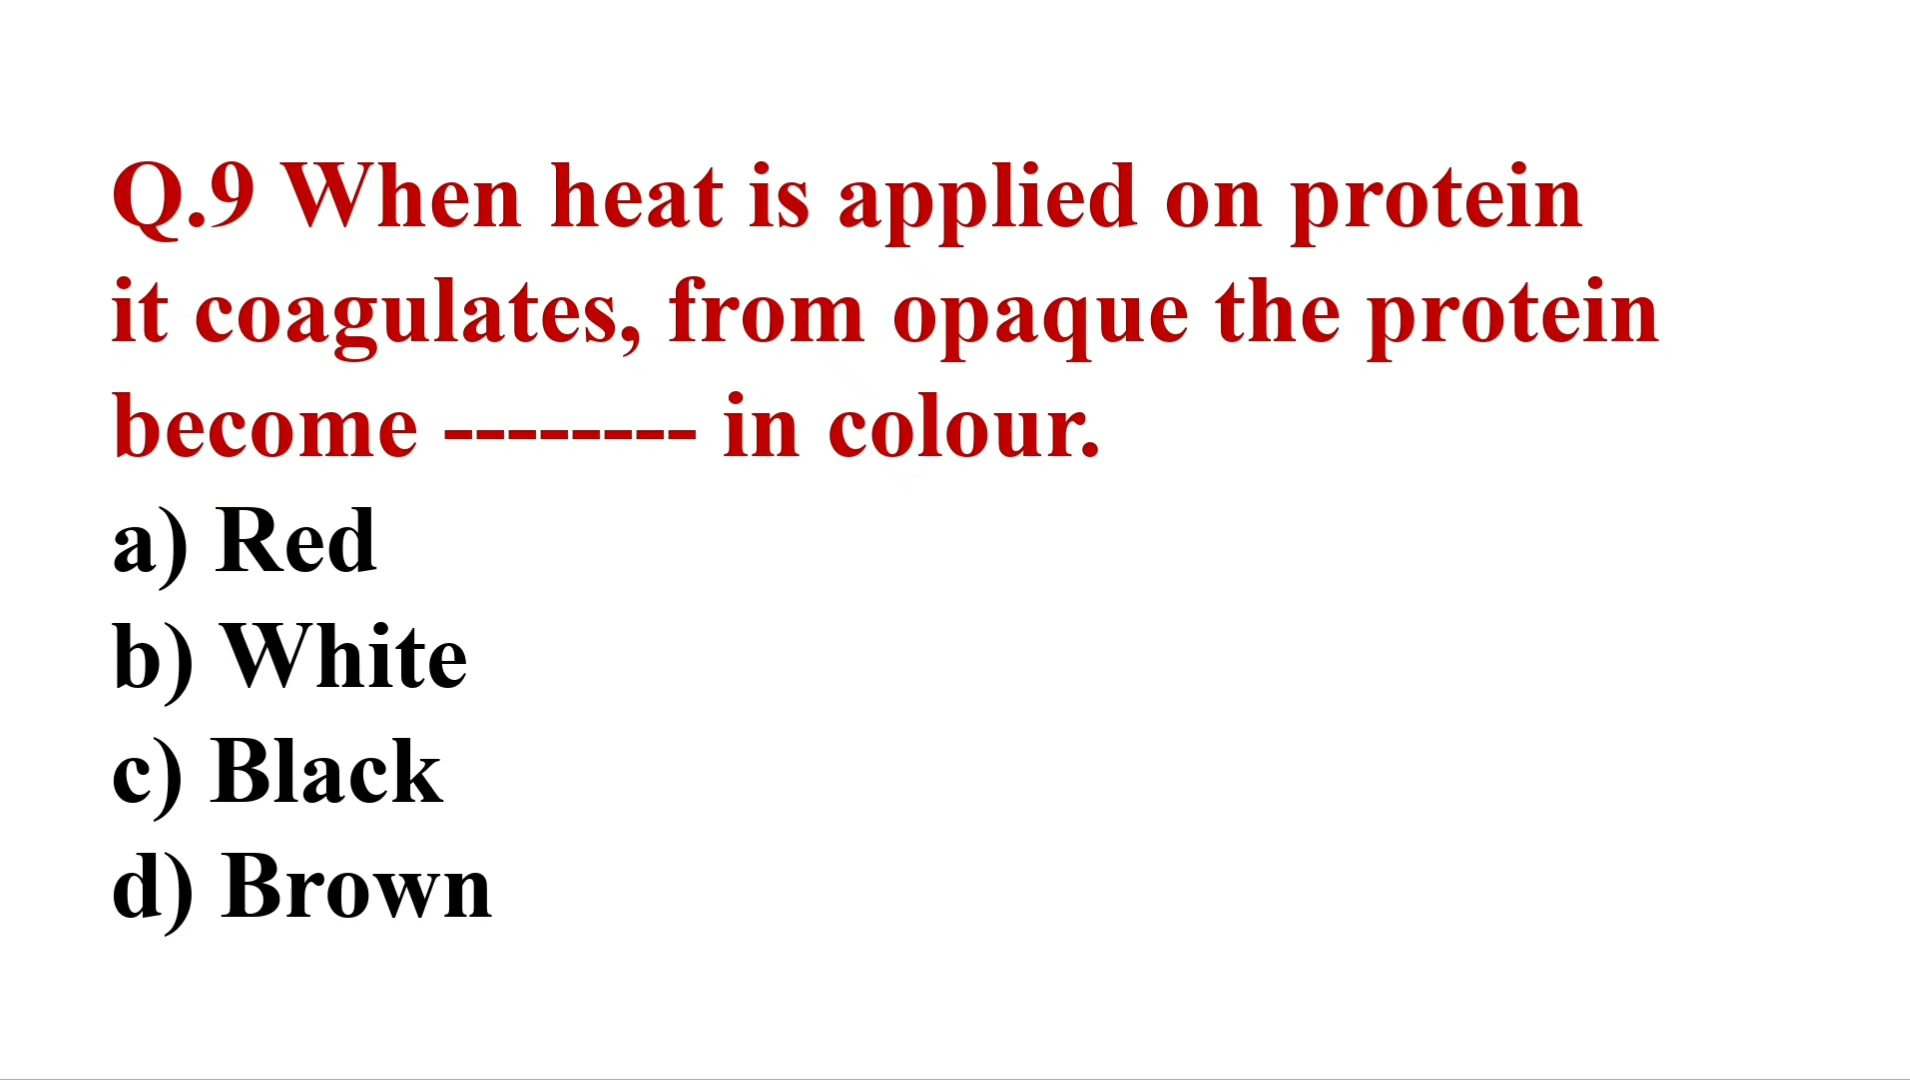 Q.9 When heat is applied on protein
it coagulates, from opaque the protein
become -------- in colour.
a) Red
b) White
c) Black
d) Brown